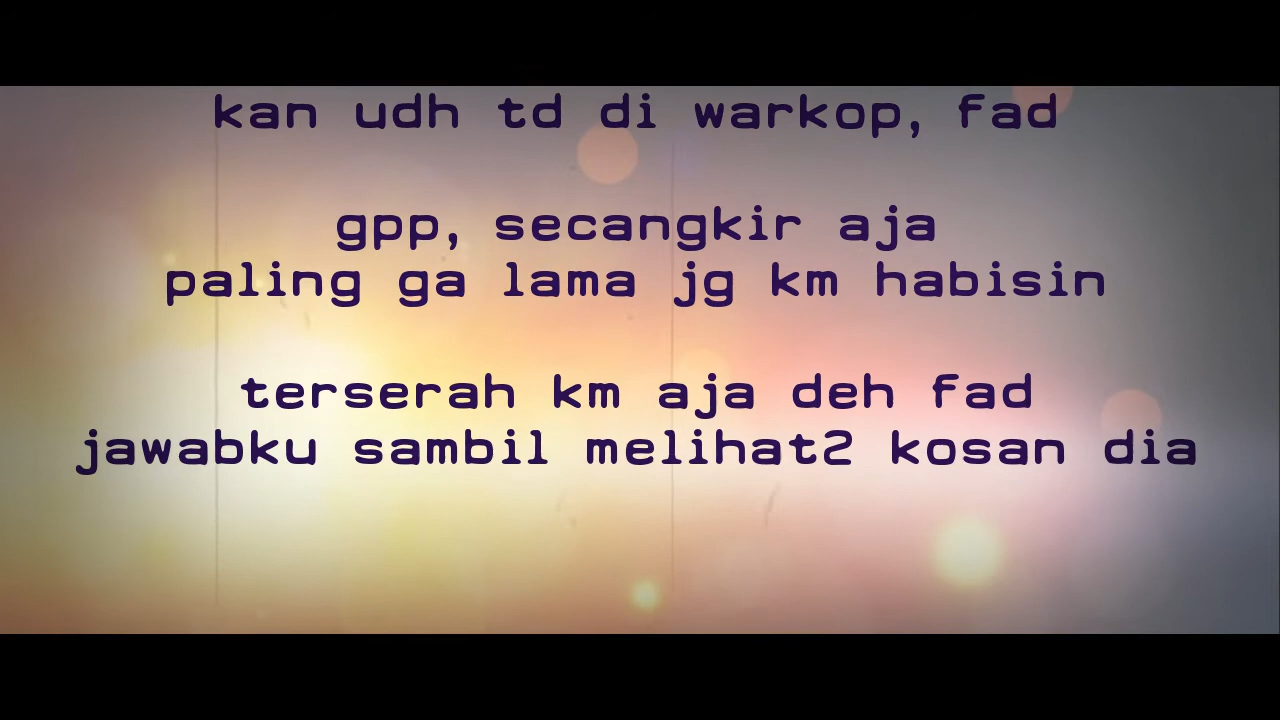 kan udh td di warkop, fad
gpp, secangkir aja
paling ga lama jg km habisin
terserah km aja deh fad
jawabku sambil melihat2 kosan dia